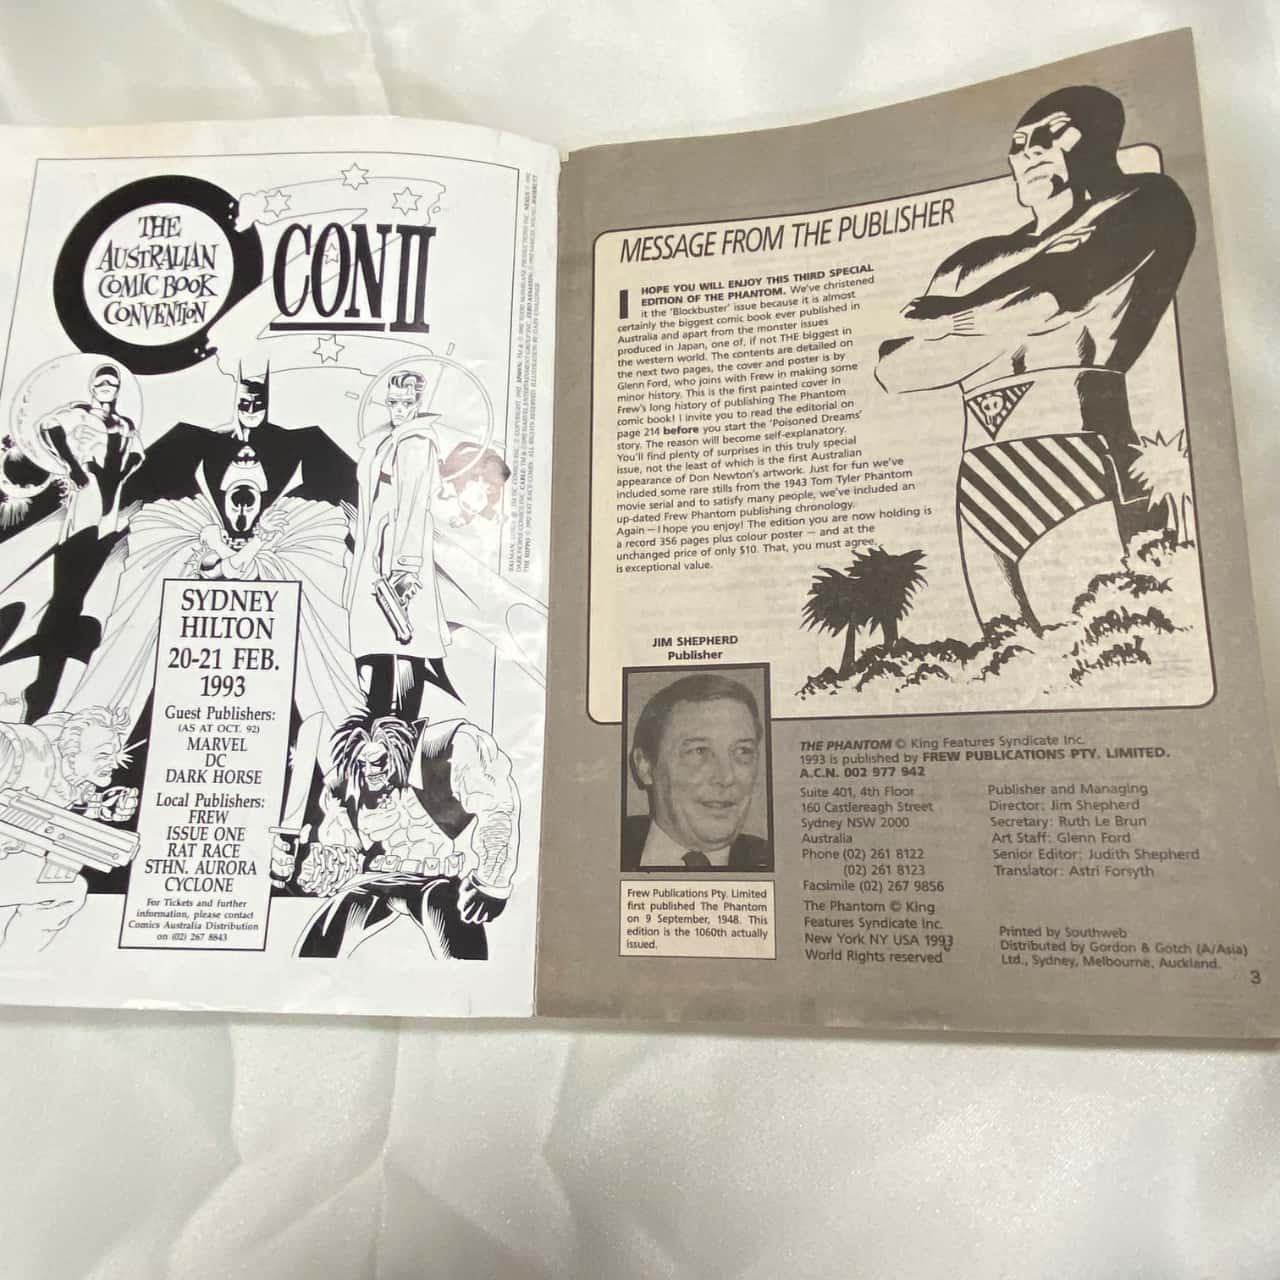 THE
AUSTRALIAN
COMIC BOOK
CONVENTION
CON II
SYDNEY
HILTON
20-21 FEB.
1993
Guest Publishers:
(AS AT OCT. 92)
MARVEL
DC
DARK HORSE
Local Publishers:
FREW
ISSUE ONE
RAT RACE
STHN. AURORA
CYCLONE
For Tickets and further
information, please contact
Comics Australia Distribution
on (02) 267 8843
MESSAGE FROM THE PUBLISHER
I HOPE YOU WILL ENJOY THIS THIRD SPECIAL
EDITION OF THE PHANTOM. We've christened
it the 'Blockbuster' issue because it is almost
certainly the biggest comic book ever published in
Australia and apart from the monster issues
produced in Japan, one of, if not THE biggest in
the western world. The contents are detailed on
the next two pages, the cover and poster is by
Glenn Ford, who joins with Frew in making some
minor history. This is the first painted cover in
Frew's long history of publishing The Phantom
comic book! I invite you to read the editorial on
page 214 before you start the 'Poisoned Dreams'
story. The reason will become self-explanatory.
You'll find plenty of surprises in this truly special
issue, not the least of which is the first Australian
appearance of Don Newton's artwork. Just for fun we've
included some rare stills from the 1943 Tom Tyler Phantom
movie serial and to satisfy many people, we've included an
up-dated Frew Phantom publishing chronology.
Again — I hope you enjoy! The edition you are now holding is
a record 356 pages plus colour poster — and at the
unchanged price of only $10. That, you must agree,
is exceptional value.
JIM SHEPHERD
Publisher
Frew Publications Pty. Limited
first published The Phantom
on 9 September, 1948. This
edition is the 1060th actually
issued.
THE PHANTOM © King Features Syndicate Inc.
1993 is published by FREW PUBLICATIONS PTY. LIMITED.
A.C.N. 002 977 942
Suite 401, 4th Floor
160 Castlereagh Street
Sydney NSW 2000
Australia
Phone (02) 261 8122
(02) 261 8123
Facsimile (02) 267 9856
The Phantom © King
Features Syndicate Inc.
New York NY USA 1993
World Rights reserved
Publisher and Managing
Director: Jim Shepherd
Secretary: Ruth Le Brun
Art Staff: Glenn Ford
Senior Editor: Judith Shepherd
Translator: Astri Forsyth
Printed by Southweb
Distributed by Gordon & Gotch (A/Asia)
Ltd., Sydney, Melbourne, Auckland.
3